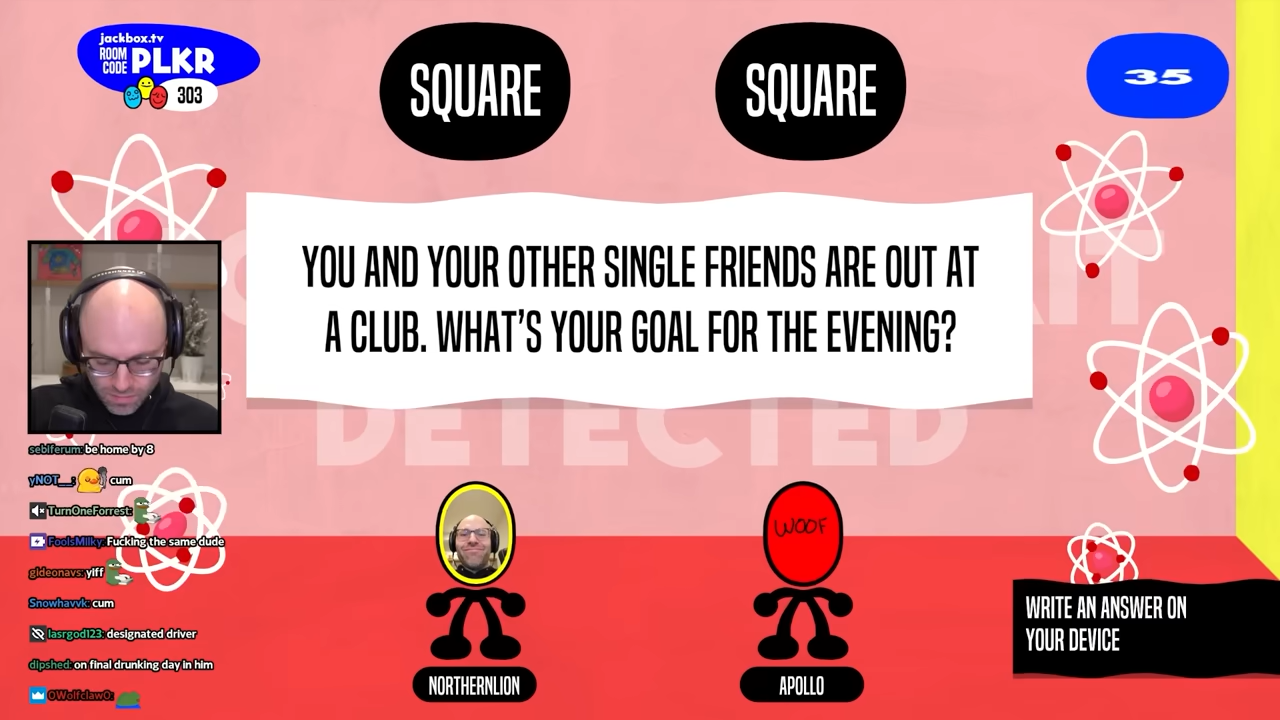 jackbox.tv
ROOM CODE PLKR
303
SQUARE
SQUARE
35
YOU AND YOUR OTHER SINGLE FRIENDS ARE OUT AT
A CLUB. WHAT'S YOUR GOAL FOR THE EVENING?
DETECTED
seblferum: be home by 8
yNOT__: cum
TurnOneForrest:
FoolsMilky: Fucking the same dude
gideonavs: yiff
Snowhavvk: cum
lasrgod123: designated driver
dipshed: on final drunking day in him
OWolfclawO:
WOOF
NORTHERNLION
APOLLO
WRITE AN ANSWER ON
YOUR DEVICE